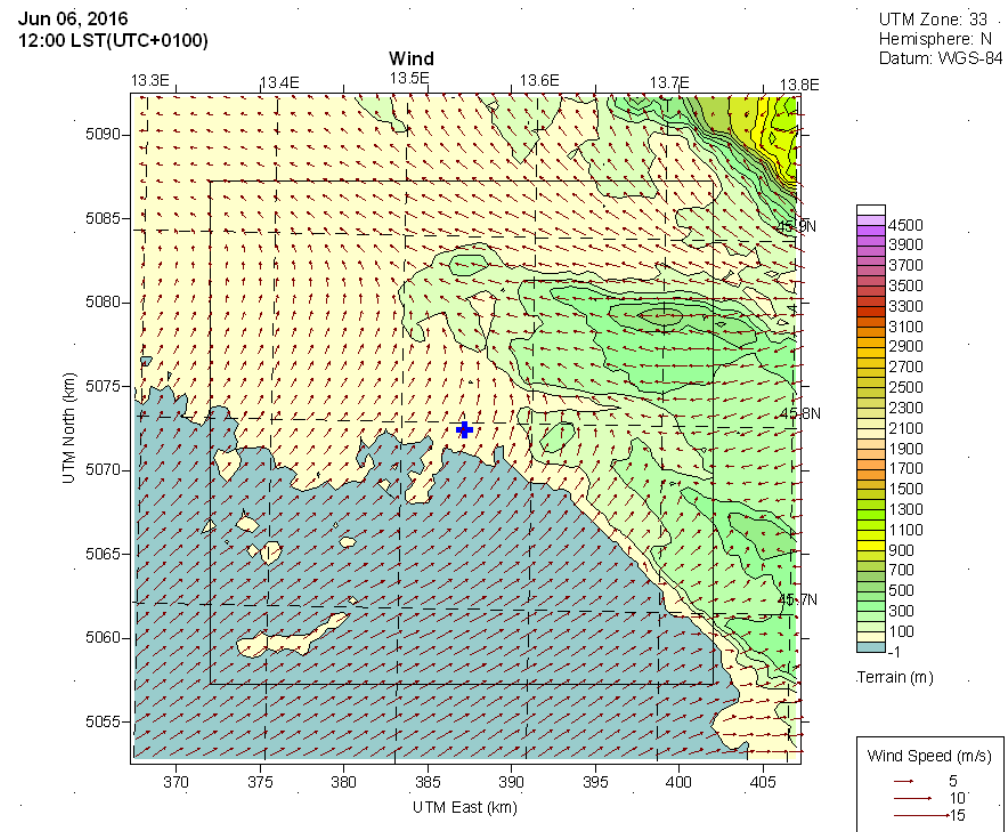 Jun 06, 2016
12:00 LST(UTC+0100)
UTM Zone: 33
Hemisphere: N
Datum: WGS-84
Wind
13.3E 13.4E 13.5E 13.6E 13.7E 13.8E
5090
5085
5080
5075
5070
5065
5060
5055
UTM North (km)
45.9N
45.8N
45.7N
370 375 380 385 390 395 400 405
UTM East (km)
4500
3900
3700
3500
3300
3100
2900
2700
2500
2300
2100
1900
1700
1500
1300
1100
900
700
500
300
100
-1
Terrain (m)
Wind Speed (m/s)
5
10
15